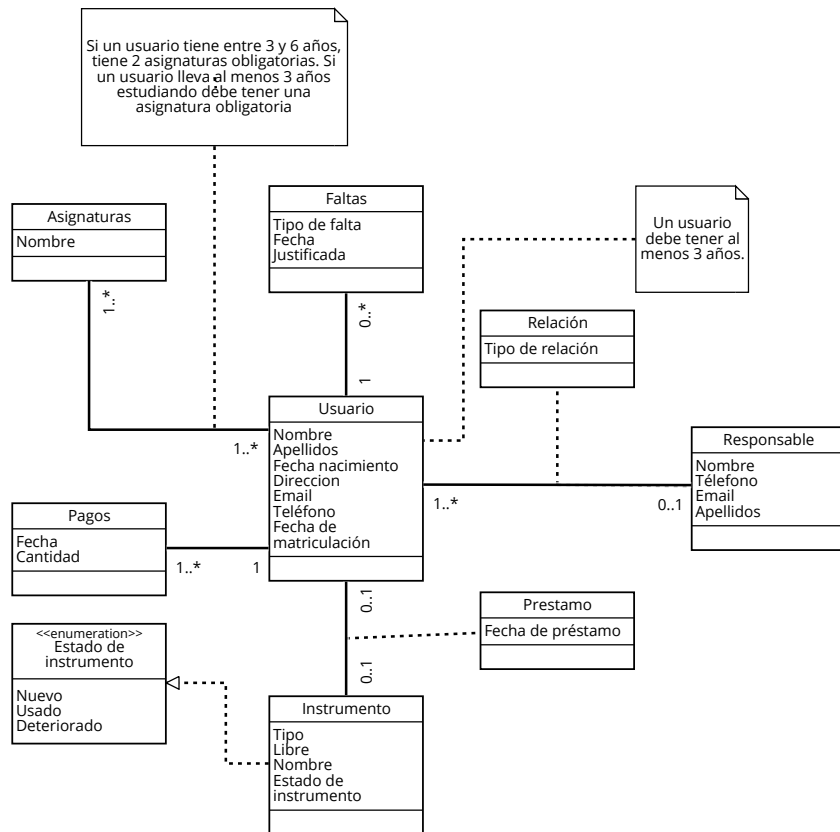 Si un usuario tiene entre 3 y 6 años,
tiene 2 asignaturas obligatorias. Si
un usuario lleva al menos 3 años
estudiando debe tener una
asignatura obligatoria
Asignaturas
Nombre
Faltas
Tipo de falta
Fecha
Justificada
Un usuario
debe tener al
menos 3 años.
1..*
0..*
Relación
Tipo de relación
1
Usuario
Nombre
Apellidos
Fecha nacimiento
Direccion
Email
Teléfono
Fecha de
matriculación
1..*
Responsable
Nombre
Télefono
Email
Apellidos
1..*
0..1
Pagos
Fecha
Cantidad
1..*
1
0..1
Prestamo
Fecha de préstamo
<<enumeration>>
Estado de
instrumento
Nuevo
Usado
Deteriorado
0..1
Instrumento
Tipo
Libre
Nombre
Estado de
instrumento